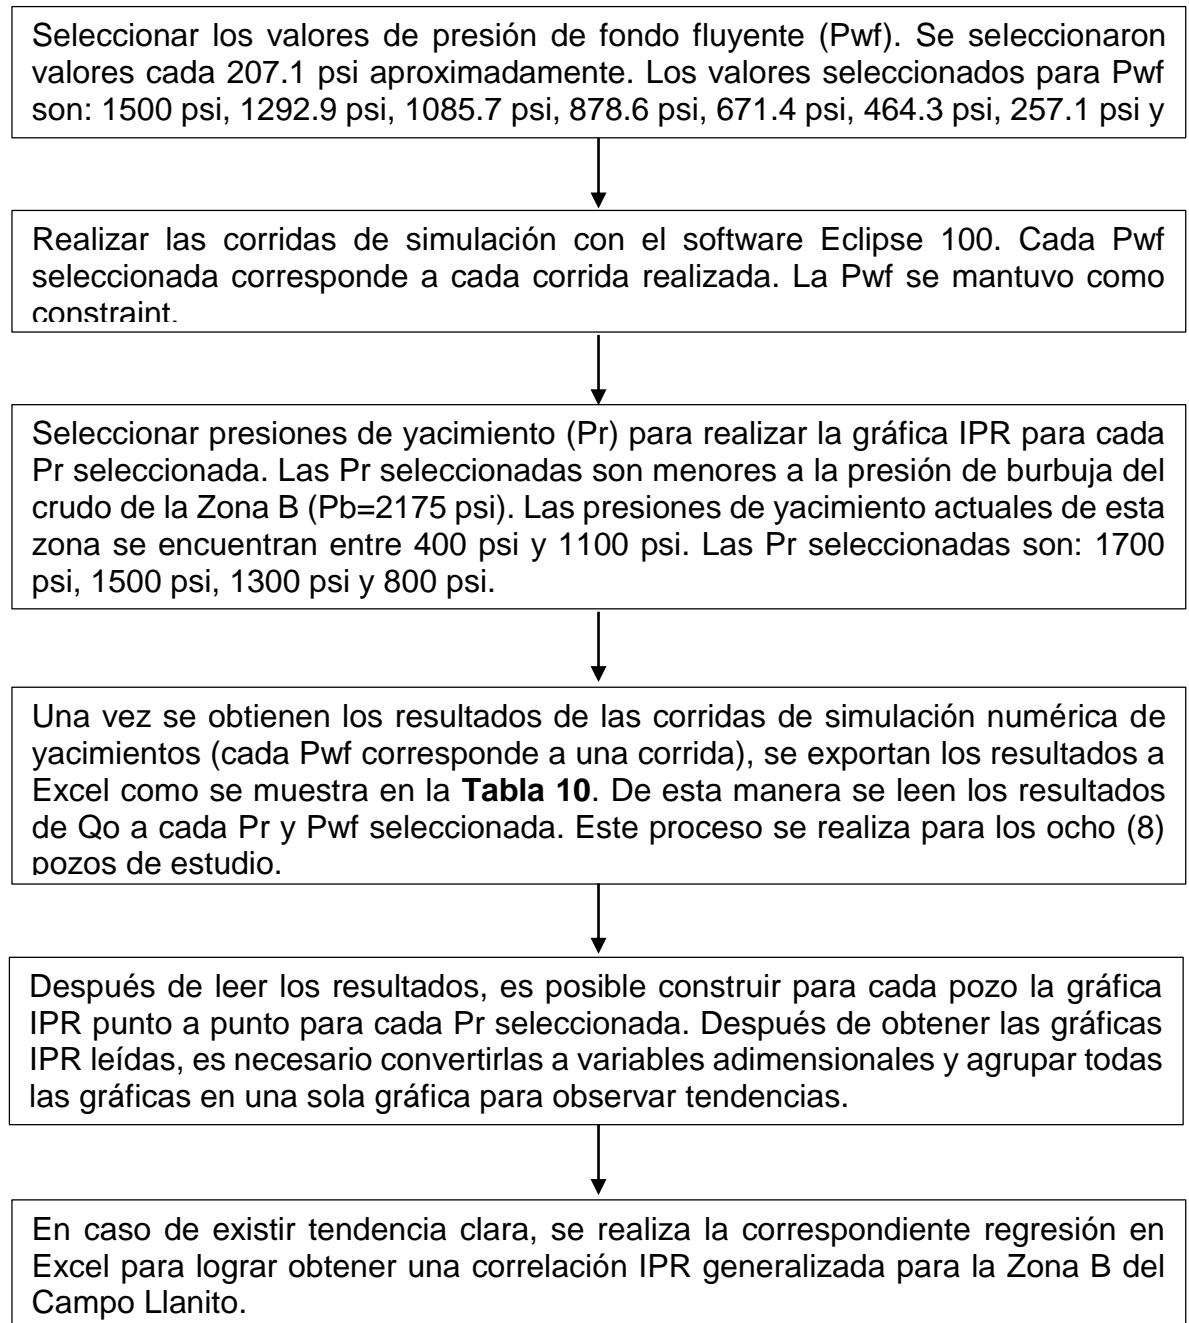 Seleccionar los valores de presión de fondo fluyente (Pwf). Se seleccionaron
valores cada 207.1 psi aproximadamente. Los valores seleccionados para Pwf
son: 1500 psi, 1292.9 psi, 1085.7 psi, 878.6 psi, 671.4 psi, 464.3 psi, 257.1 psi y
Realizar las corridas de simulación con el software Eclipse 100. Cada Pwf
seleccionada corresponde a cada corrida realizada. La Pwf se mantuvo como
constraint.
Seleccionar presiones de yacimiento (Pr) para realizar la gráfica IPR para cada
Pr seleccionada. Las Pr seleccionadas son menores a la presión de burbuja del
crudo de la Zona B (Pb=2175 psi). Las presiones de yacimiento actuales de esta
zona se encuentran entre 400 psi y 1100 psi. Las Pr seleccionadas son: 1700
psi, 1500 psi, 1300 psi y 800 psi.
Una vez se obtienen los resultados de las corridas de simulación numérica de
yacimientos (cada Pwf corresponde a una corrida), se exportan los resultados a
Excel como se muestra en la Tabla 10. De esta manera se leen los resultados
de Qo a cada Pr y Pwf seleccionada. Este proceso se realiza para los ocho (8)
pozos de estudio.
Después de leer los resultados, es posible construir para cada pozo la gráfica
IPR punto a punto para cada Pr seleccionada. Después de obtener las gráficas
IPR leídas, es necesario convertirlas a variables adimensionales y agrupar todas
las gráficas en una sola gráfica para observar tendencias.
En caso de existir tendencia clara, se realiza la correspondiente regresión en
Excel para lograr obtener una correlación IPR generalizada para la Zona B del
Campo Llanito.